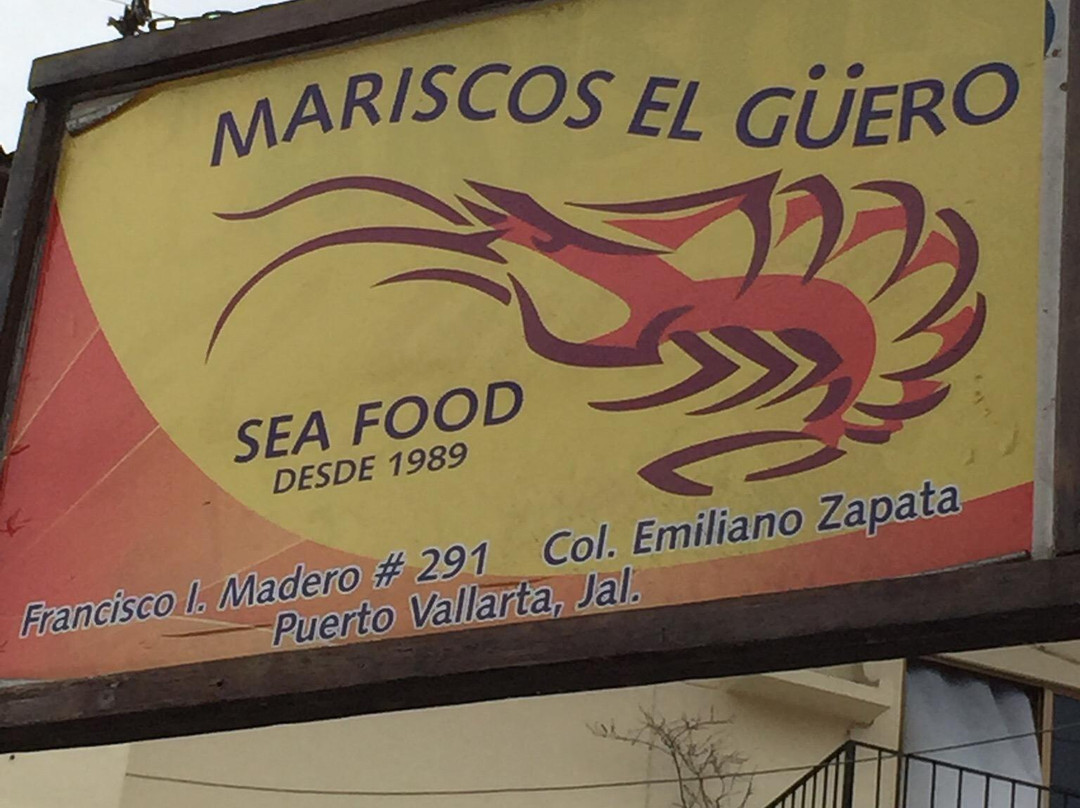 MARISCOS EL GÜERO
SEA FOOD
DESDE 1989
Francisco I. Madero # 291 Col. Emiliano Zapata
Puerto Vallarta, Jal.